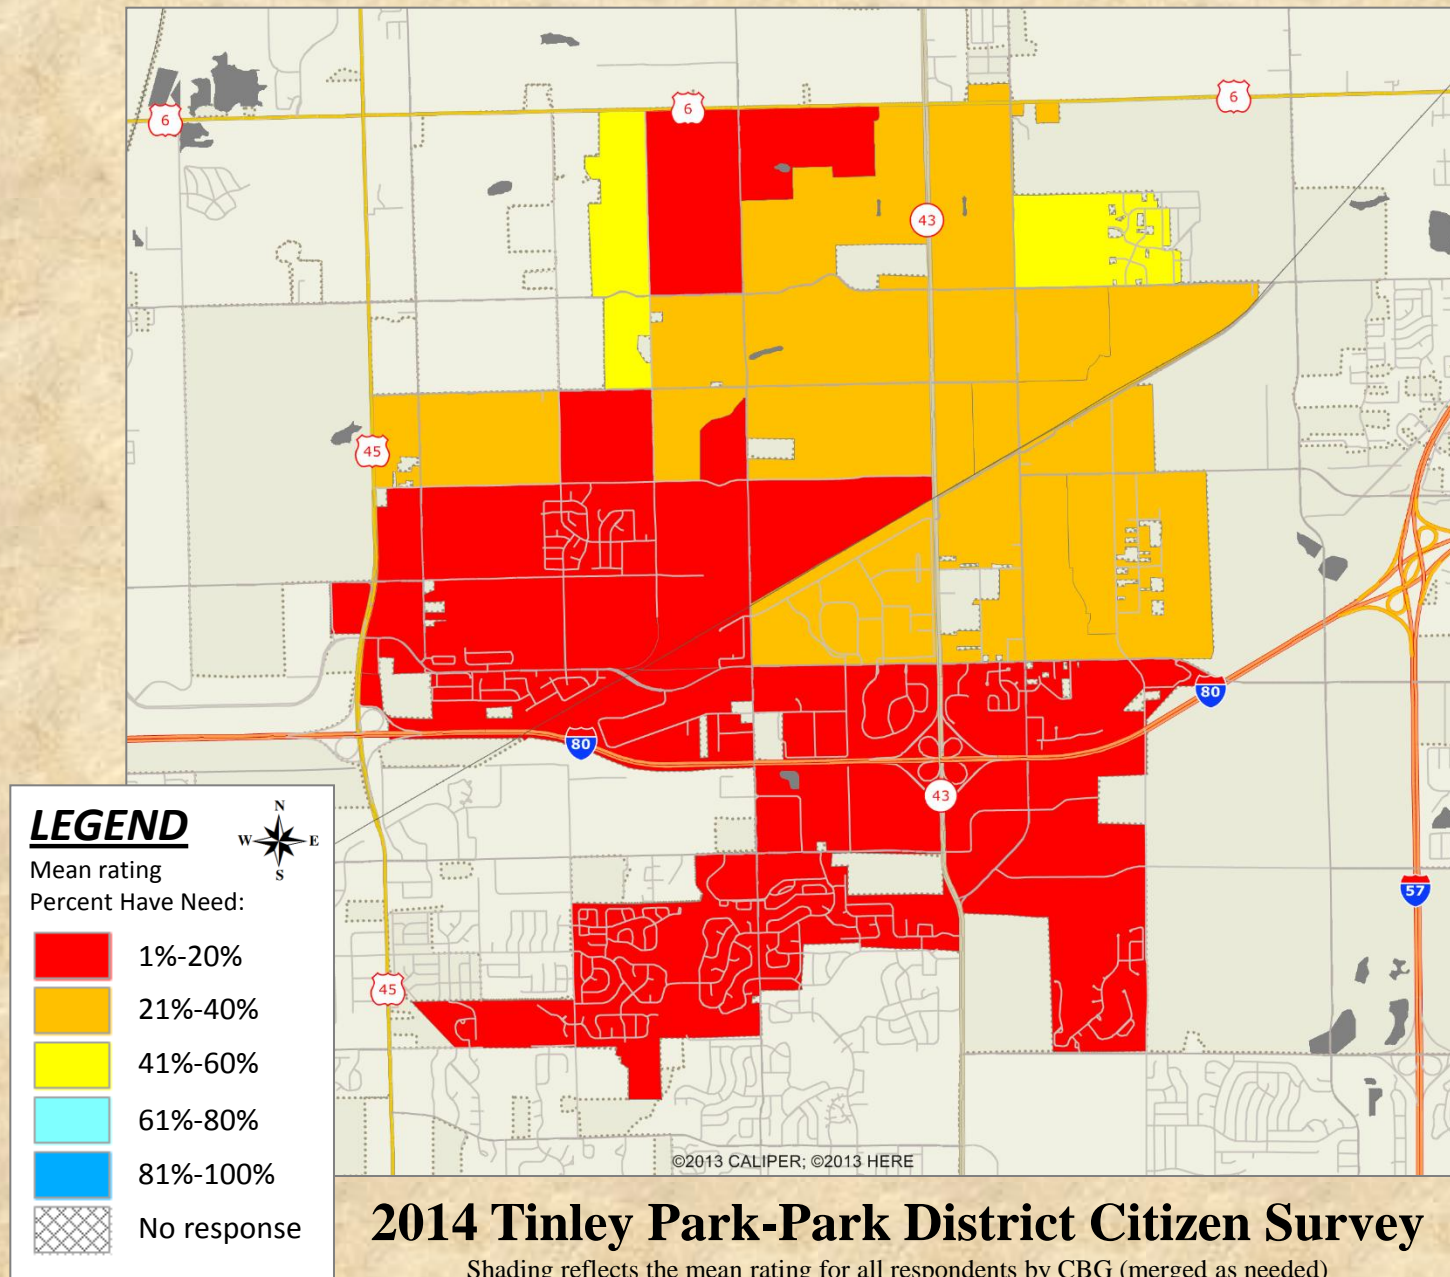 6
6
6
43
45
80
80
43
57
45
LEGEND
N
W E
S
Mean rating
Percent Have Need:
1%-20%
21%-40%
41%-60%
61%-80%
81%-100%
No response
©2013 CALIPER; ©2013 HERE
2014 Tinley Park-Park District Citizen Survey
Shading reflects the mean rating for all respondents by CBG (merged as needed)